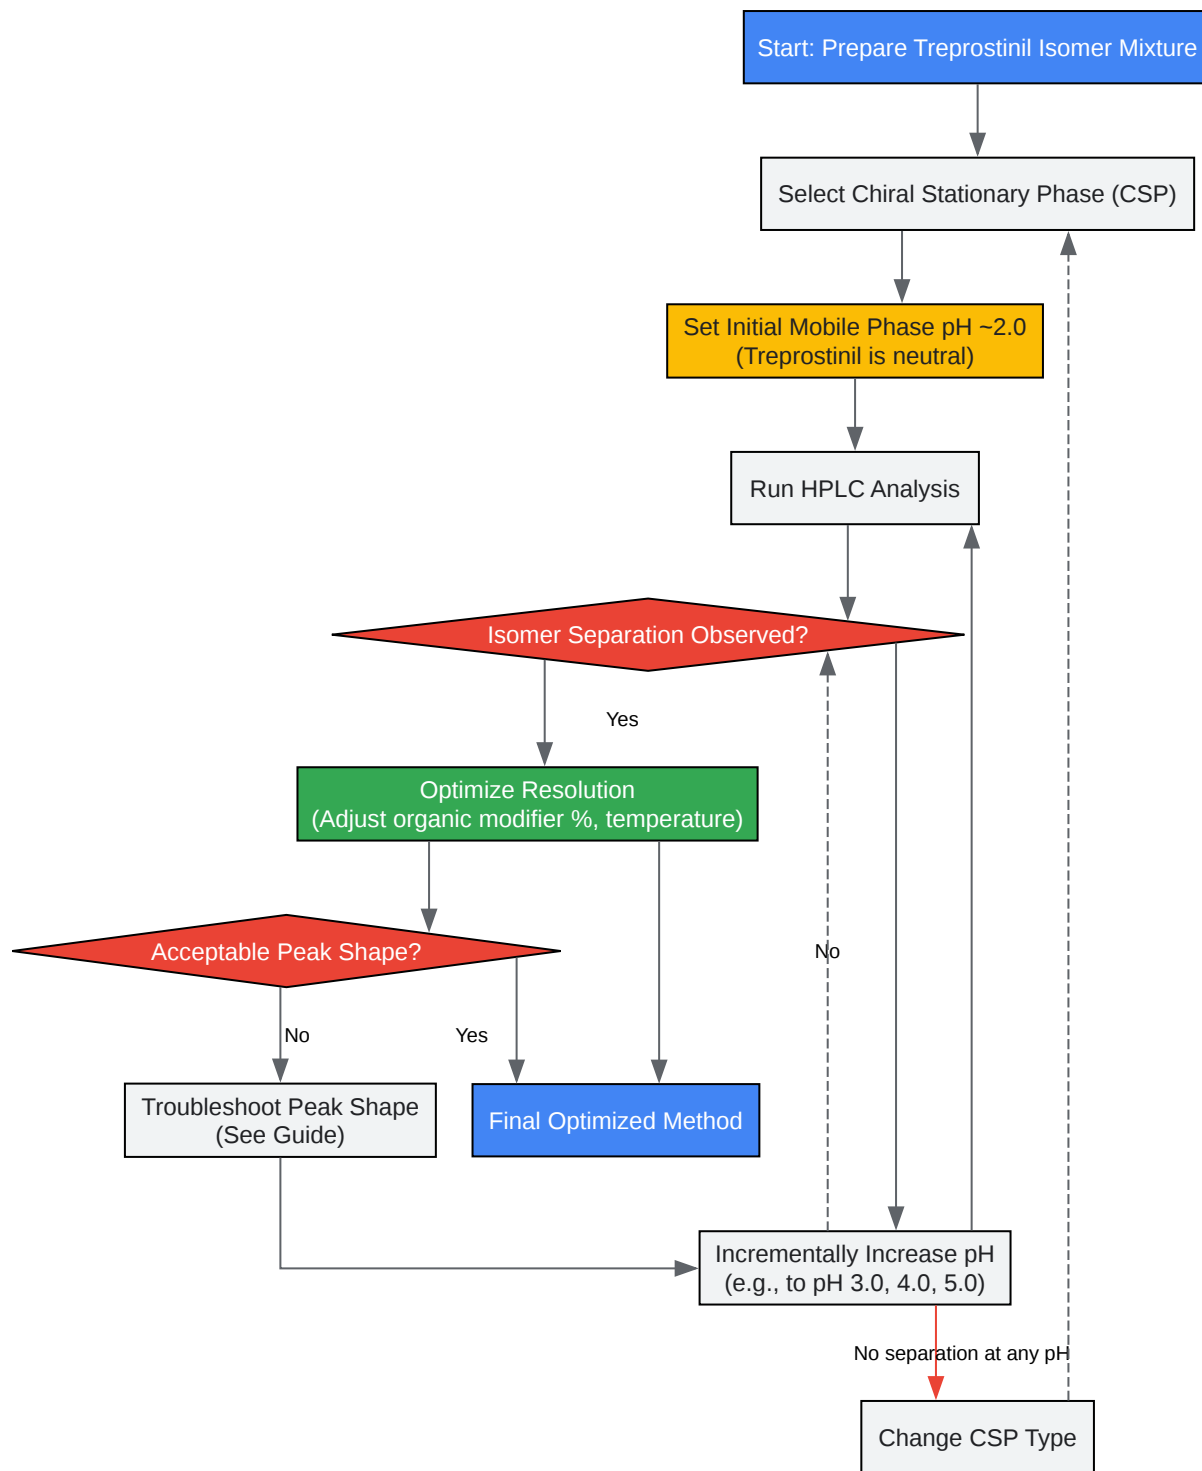 Start: Prepare Treprostinil Isomer Mixture
Select Chiral Stationary Phase (CSP)
Set Initial Mobile Phase pH ~2.0
(Treprostinil is neutral)
Run HPLC Analysis
Isomer Separation Observed?
Yes
Optimize Resolution
(Adjust organic modifier %, temperature)
Acceptable Peak Shape?
No
No
Yes
Troubleshoot Peak Shape
(See Guide)
Final Optimized Method
Incrementally Increase pH
(e.g., to pH 3.0, 4.0, 5.0)
No separation at any pH
Change CSP Type